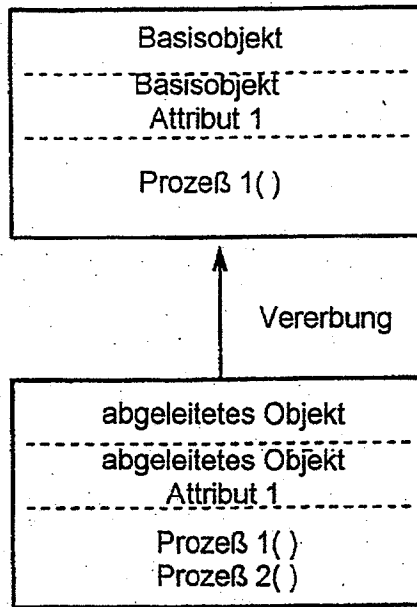 Basisobjekt
Basisobjekt
Attribut 1
Prozeß 1( )
Vererbung
abgeleitetes Objekt
abgeleitetes Objekt
Attribut 1
Prozeß 1( )
Prozeß 2( )